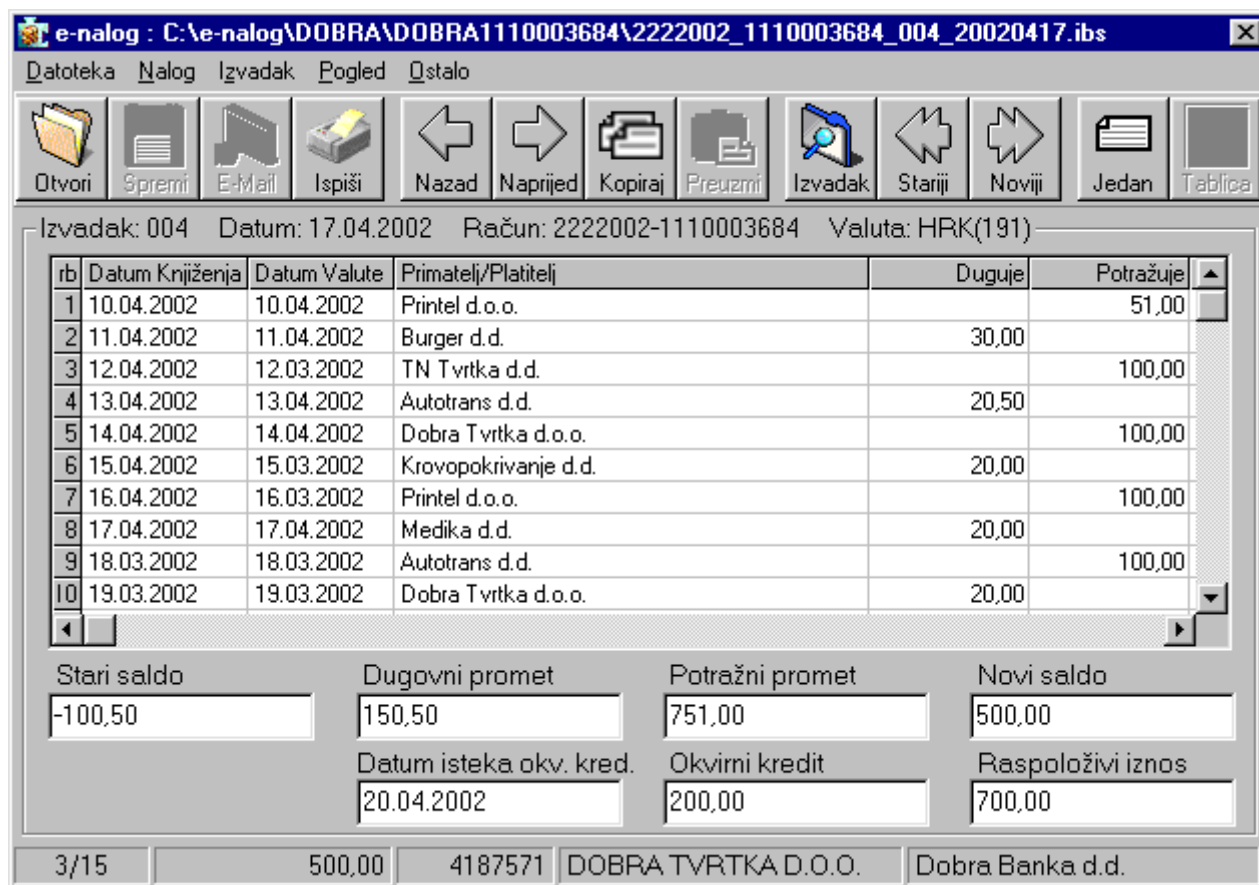 e-nalog : C:\e-nalog\DOBRA\DOBRA1110003684\2222002_1110003684_004_20020417.ibs
Datoteka Nalog Izvadak Pogled Ostalo
Otvori Spremi E-Mail Ispiši Nazad Naprijed Kopiraj Preuzmi Izvadak Stariji Noviji Jedan Tablica
Izvadak: 004 Datum: 17.04.2002 Račun: 2222002-1110003684 Valuta: HRK(191)
rb Datum Knjiženja Datum Valute Primatelj/Platitelj Duguje Potražuje
1 10.04.2002 10.04.2002 Printel d.o.o. 51,00
2 11.04.2002 11.04.2002 Burger d.d. 30,00
3 12.04.2002 12.03.2002 TN Tvrtka d.d. 100,00
4 13.04.2002 13.04.2002 Autotrans d.d. 20,50
5 14.04.2002 14.04.2002 Dobra Tvrtka d.o.o. 100,00
6 15.04.2002 15.03.2002 Krovopokrivanje d.d. 20,00
7 16.04.2002 16.03.2002 Printel d.o.o. 100,00
8 17.04.2002 17.04.2002 Medika d.d. 20,00
9 18.03.2002 18.03.2002 Autotrans d.d. 100,00
10 19.03.2002 19.03.2002 Dobra Tvrtka d.o.o. 20,00
Stari saldo Dugovni promet Potražni promet Novi saldo
-100,50 150,50 751,00 500,00
Datum isteka okv. kred. Okvirni kredit Raspoloživi iznos
20.04.2002 200,00 700,00
3/15 500,00 4187571 DOBRA TVRTKA D.O.O. Dobra Banka d.d.